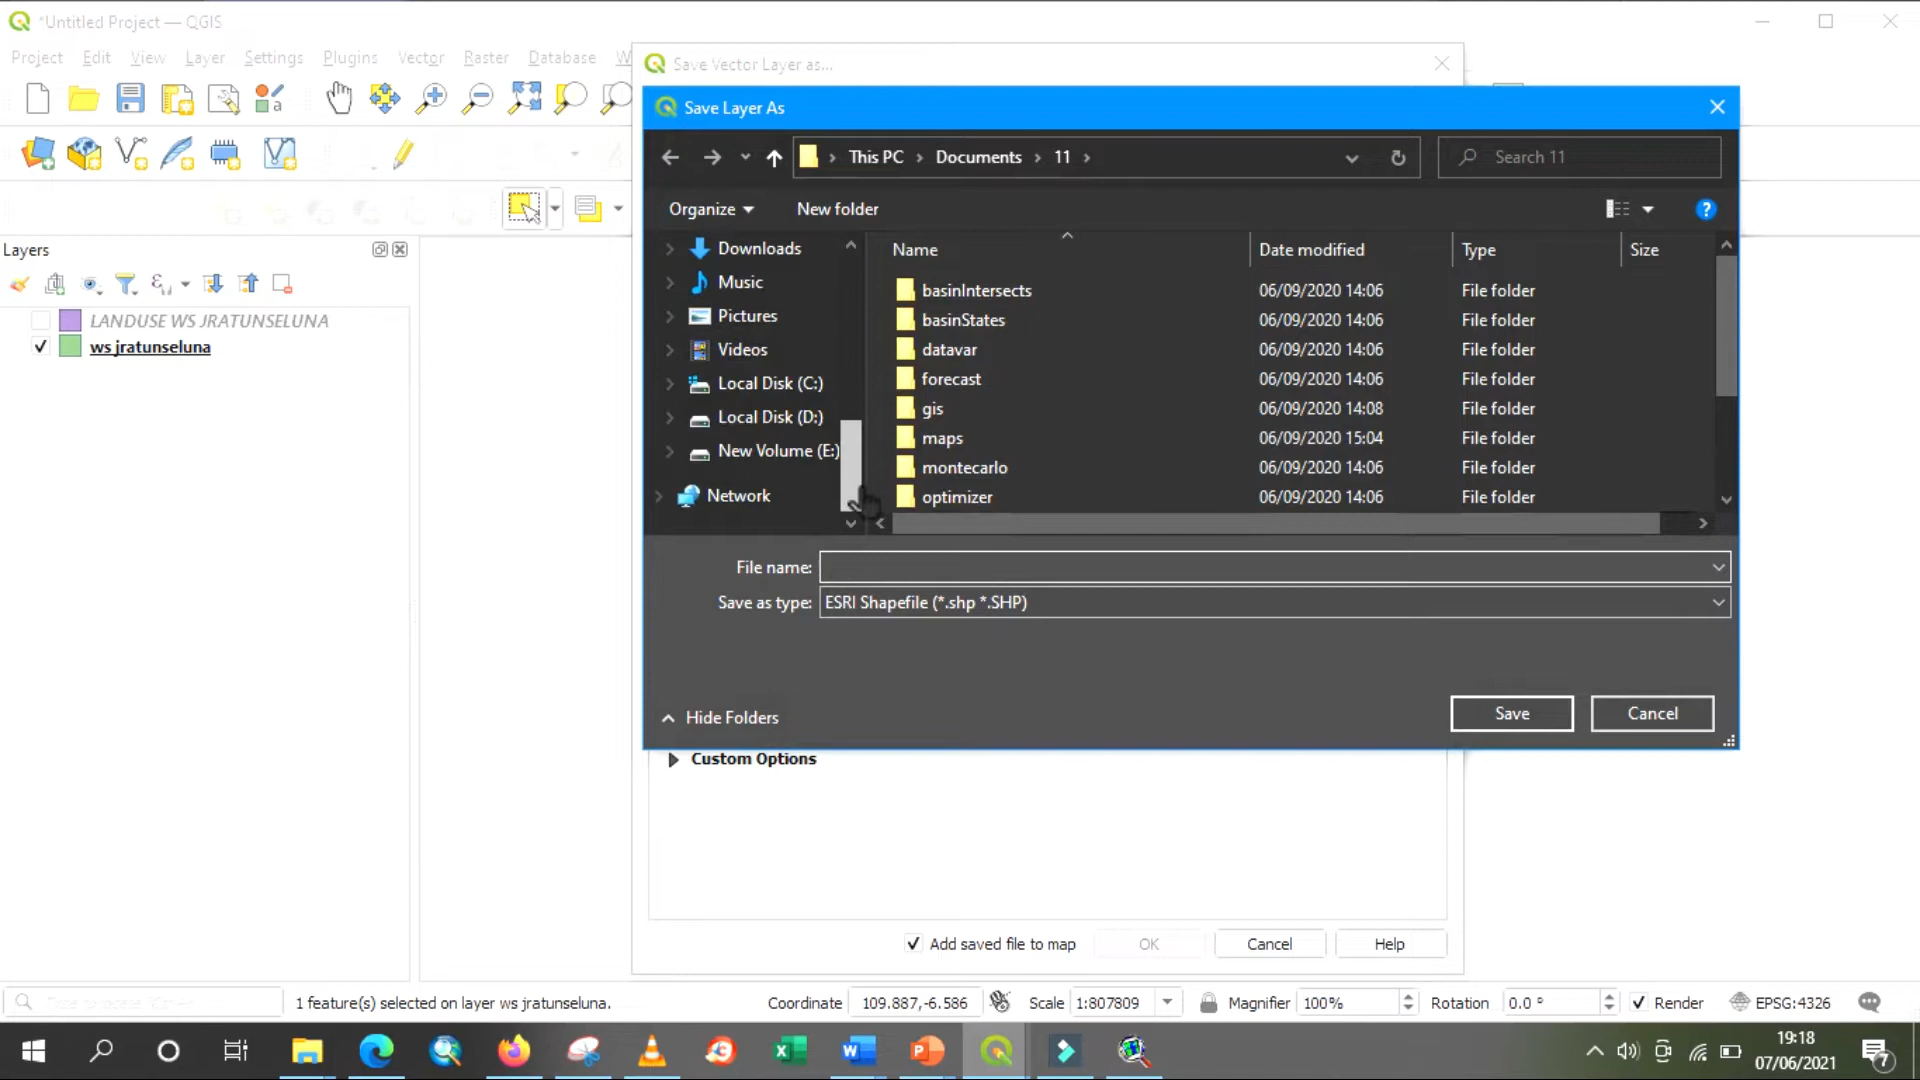 *Untitled Project — QGIS
Project Edit View Layer Settings Plugins Vector Raster Database W
Save Vector Layer as...
Save Layer As
This PC > Documents > 11 >
Search 11
Organize New folder
Layers
LANDUSE WS JRATUNSELUNA
ws jratunseluna
Downloads
Music
Pictures
Videos
Local Disk (C:)
Local Disk (D:)
New Volume (E:)
Network
Name Date modified Type Size
basinIntersects 06/09/2020 14:06 File folder
basinStates 06/09/2020 14:06 File folder
datavar 06/09/2020 14:06 File folder
forecast 06/09/2020 14:06 File folder
gis 06/09/2020 14:08 File folder
maps 06/09/2020 15:04 File folder
montecarlo 06/09/2020 14:06 File folder
optimizer 06/09/2020 14:06 File folder
File name:
Save as type: ESRI Shapefile (*.shp *.SHP)
Hide Folders
Save Cancel
Custom Options
Add saved file to map OK Cancel Help
1 feature(s) selected on layer ws jratunseluna. Coordinate 109.887,-6.586 Scale 1:807809 Magnifier 100% Rotation 0.0 ° Render EPSG:4326
19:18
07/06/2021
7